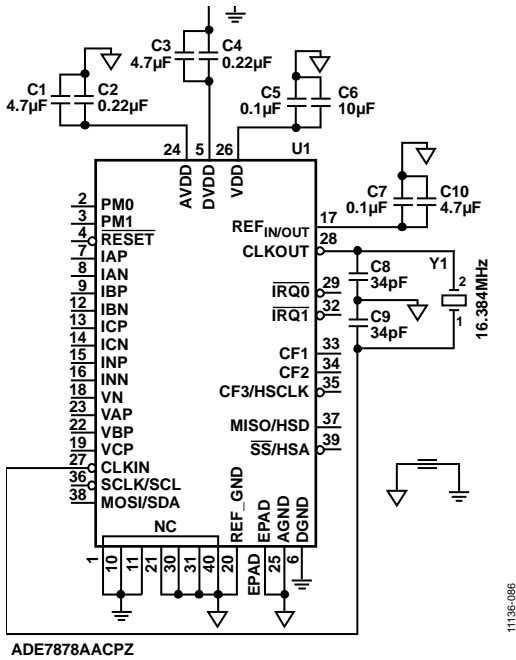 C3
4.7µF
C4
0.22µF
C1
4.7µF
C2
0.22µF
C5
0.1µF
C6
10µF
24
5
26
U1
AVDD
DVDD
VDD
2
PM0
3
PM1
4
RESET
7
IAP
8
IAN
9
IBP
12
IBN
13
ICP
14
ICN
15
INP
16
INN
18
VN
23
VAP
22
VBP
19
VCP
27
CLKIN
36
SCLK/SCL
38
MOSI/SDA
REFIN/OUT
17
CLKOUT
28
IRQ0
29
IRQ1
32
CF1
33
CF2
34
CF3/HSCLK
35
MISO/HSD
37
SS/HSA
39
C7
0.1µF
C10
4.7µF
C8
34pF
C9
34pF
Y1
2
1
16.384MHz
NC
REF_GND
EPAD
AGND
DGND
1
10
11
21
30
31
40
20
EPAD
25
6
11136-086
ADE7878AACPZ